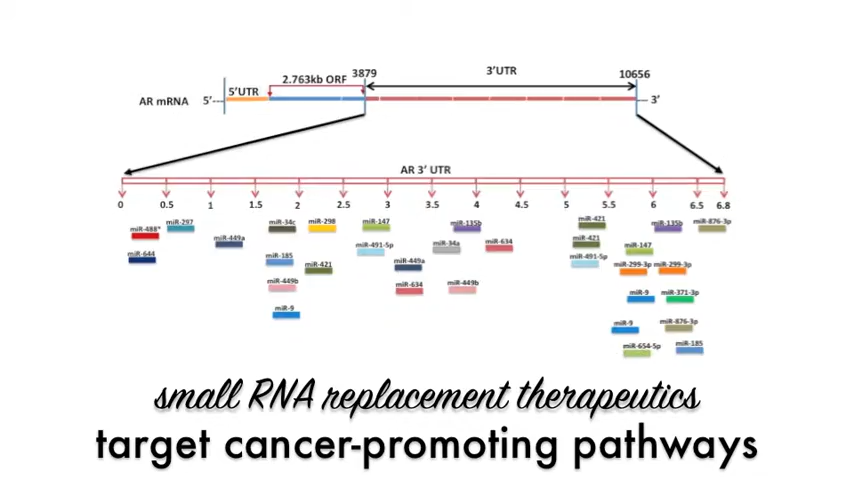 3'UTR
3879
10656
2.763kb ORF
5'UTR
AR mRNA
5'
3'
AR 3' UTR
0 0.5 1 1.5 2 2.5 3 3.5 4 4.5 5 5.5 6 6.5 6.8
miR-297 miR-34c miR-298 miR-147 miR-135b miR-421 miR-135b miR-876-3p
miR-488* miR-449a miR-491-5p miR-34a miR-634 miR-421 miR-147
miR-644 miR-185 miR-421 miR-449a miR-491-5p miR-299-3p miR-299-3p
miR-449b miR-634 miR-449b miR-9 miR-371-3p
miR-9 miR-9 miR-876-3p
miR-654-5p miR-185
small RNA replacement therapeutics
target cancer-promoting pathways